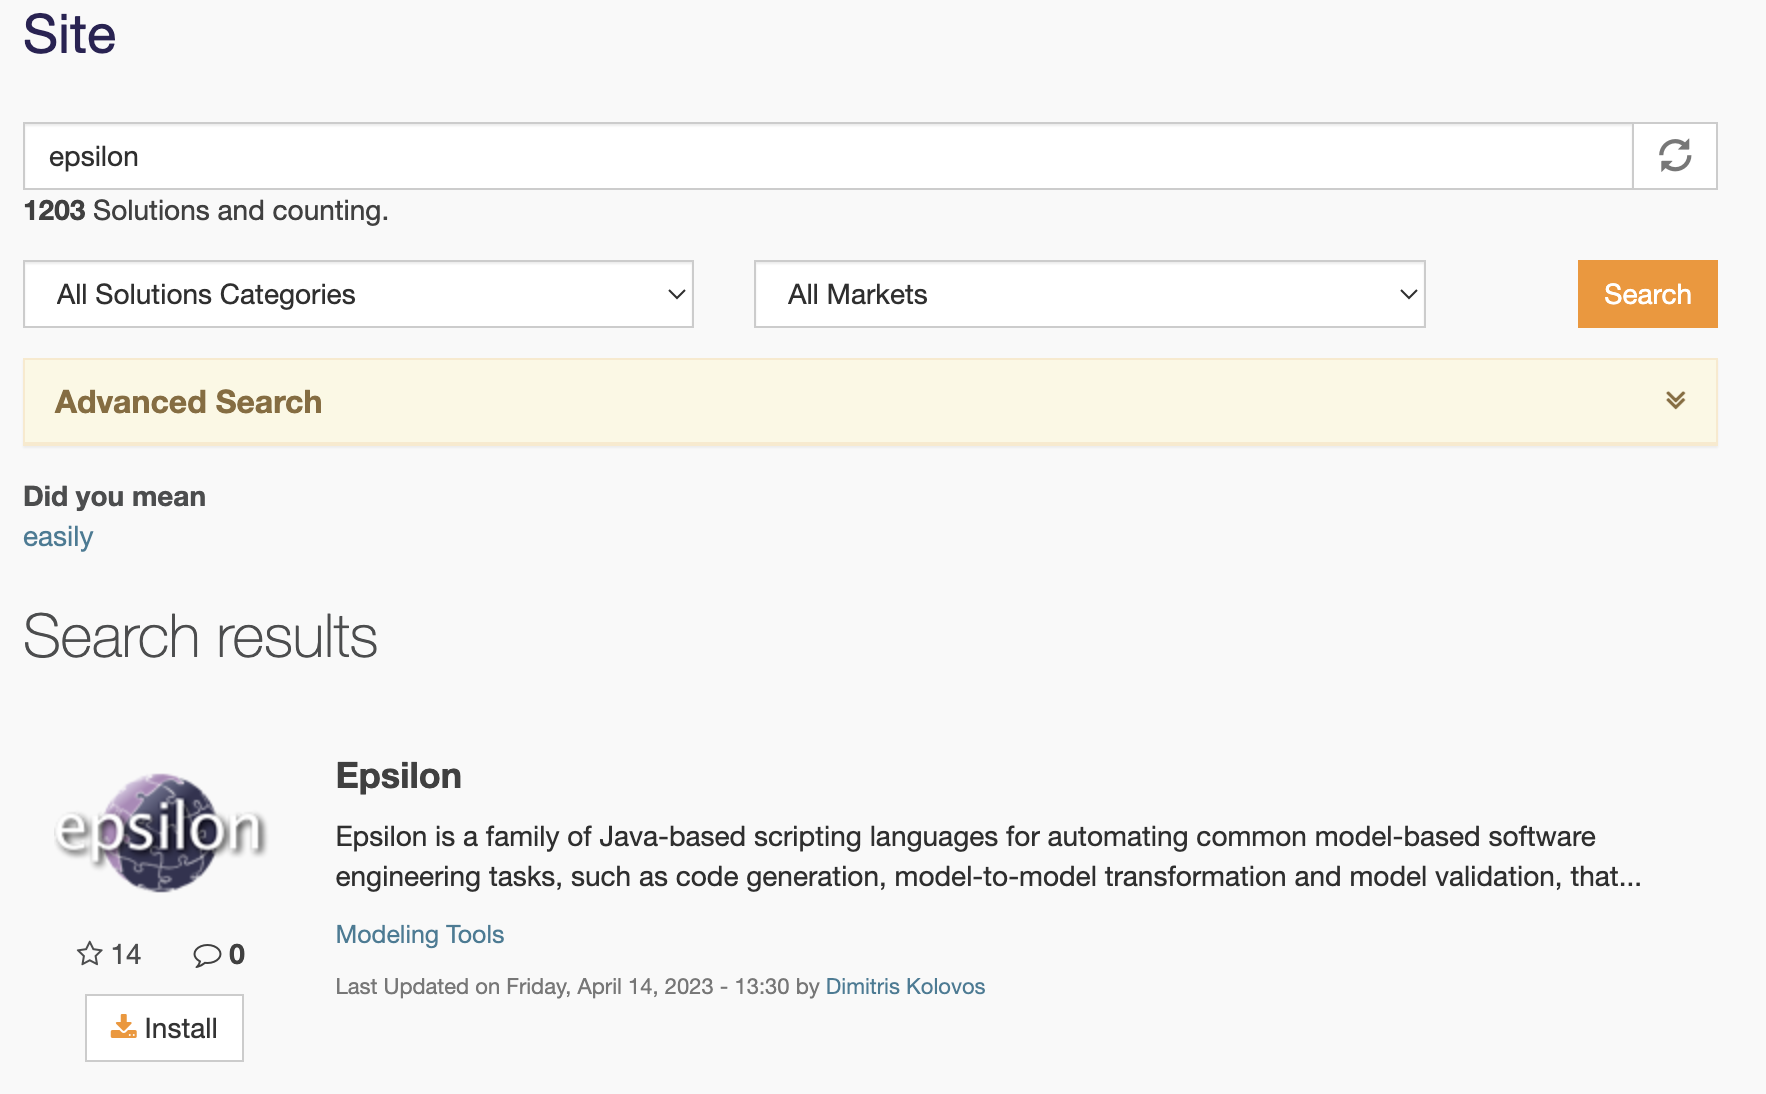 Site
epsilon
1203 Solutions and counting.
All Solutions Categories
All Markets
Search
Advanced Search
Did you mean
easily
Search results
epsilon
Epsilon
Epsilon is a family of Java-based scripting languages for automating common model-based software
engineering tasks, such as code generation, model-to-model transformation and model validation, that...
Modeling Tools
14 0
Last Updated on Friday, April 14, 2023 - 13:30 by Dimitris Kolovos
Install